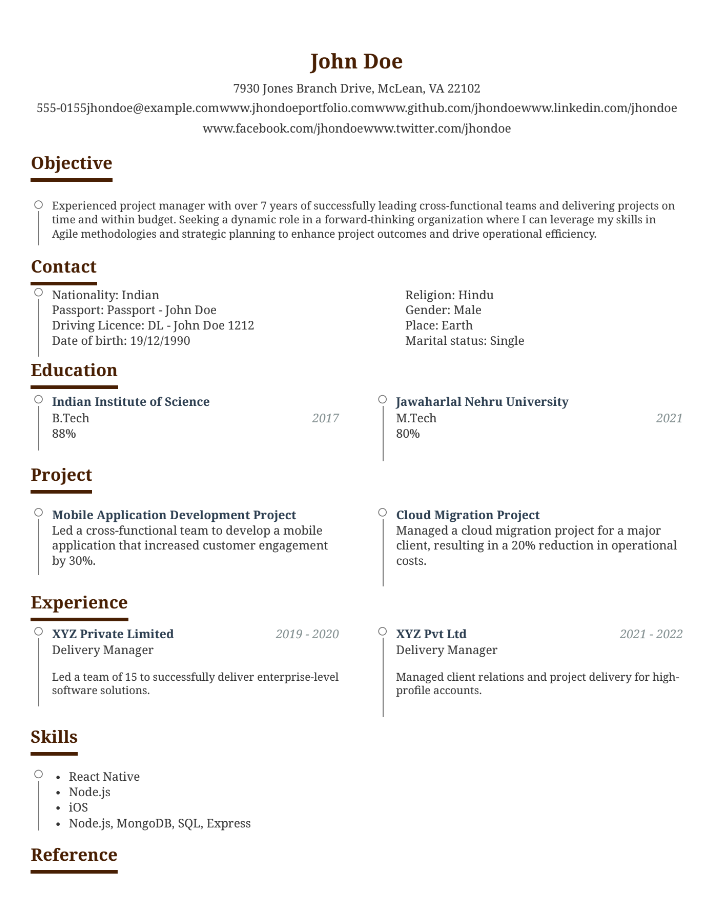 John Doe
7930 Jones Branch Drive, McLean, VA 22102
555-0155jhondoe@example.comwww.jhondoeportfolio.comwww.github.com/jhondoewww.linkedin.com/jhondoe
www.facebook.com/jhondoewww.twitter.com/jhondoe
Objective
Experienced project manager with over 7 years of successfully leading cross-functional teams and delivering projects on
time and within budget. Seeking a dynamic role in a forward-thinking organization where I can leverage my skills in
Agile methodologies and strategic planning to enhance project outcomes and drive operational efficiency.
Contact
Nationality: Indian
Passport: Passport - John Doe
Driving Licence: DL - John Doe 1212
Date of birth: 19/12/1990
Religion: Hindu
Gender: Male
Place: Earth
Marital status: Single
Education
Indian Institute of Science
B.Tech 2017
88%
Jawaharlal Nehru University
M.Tech 2021
80%
Project
Mobile Application Development Project
Led a cross-functional team to develop a mobile
application that increased customer engagement
by 30%.
Cloud Migration Project
Managed a cloud migration project for a major
client, resulting in a 20% reduction in operational
costs.
Experience
XYZ Private Limited 2019 - 2020
Delivery Manager
Led a team of 15 to successfully deliver enterprise-level
software solutions.
XYZ Pvt Ltd 2021 - 2022
Delivery Manager
Managed client relations and project delivery for high-
profile accounts.
Skills
• React Native
• Node.js
• iOS
• Node.js, MongoDB, SQL, Express
Reference